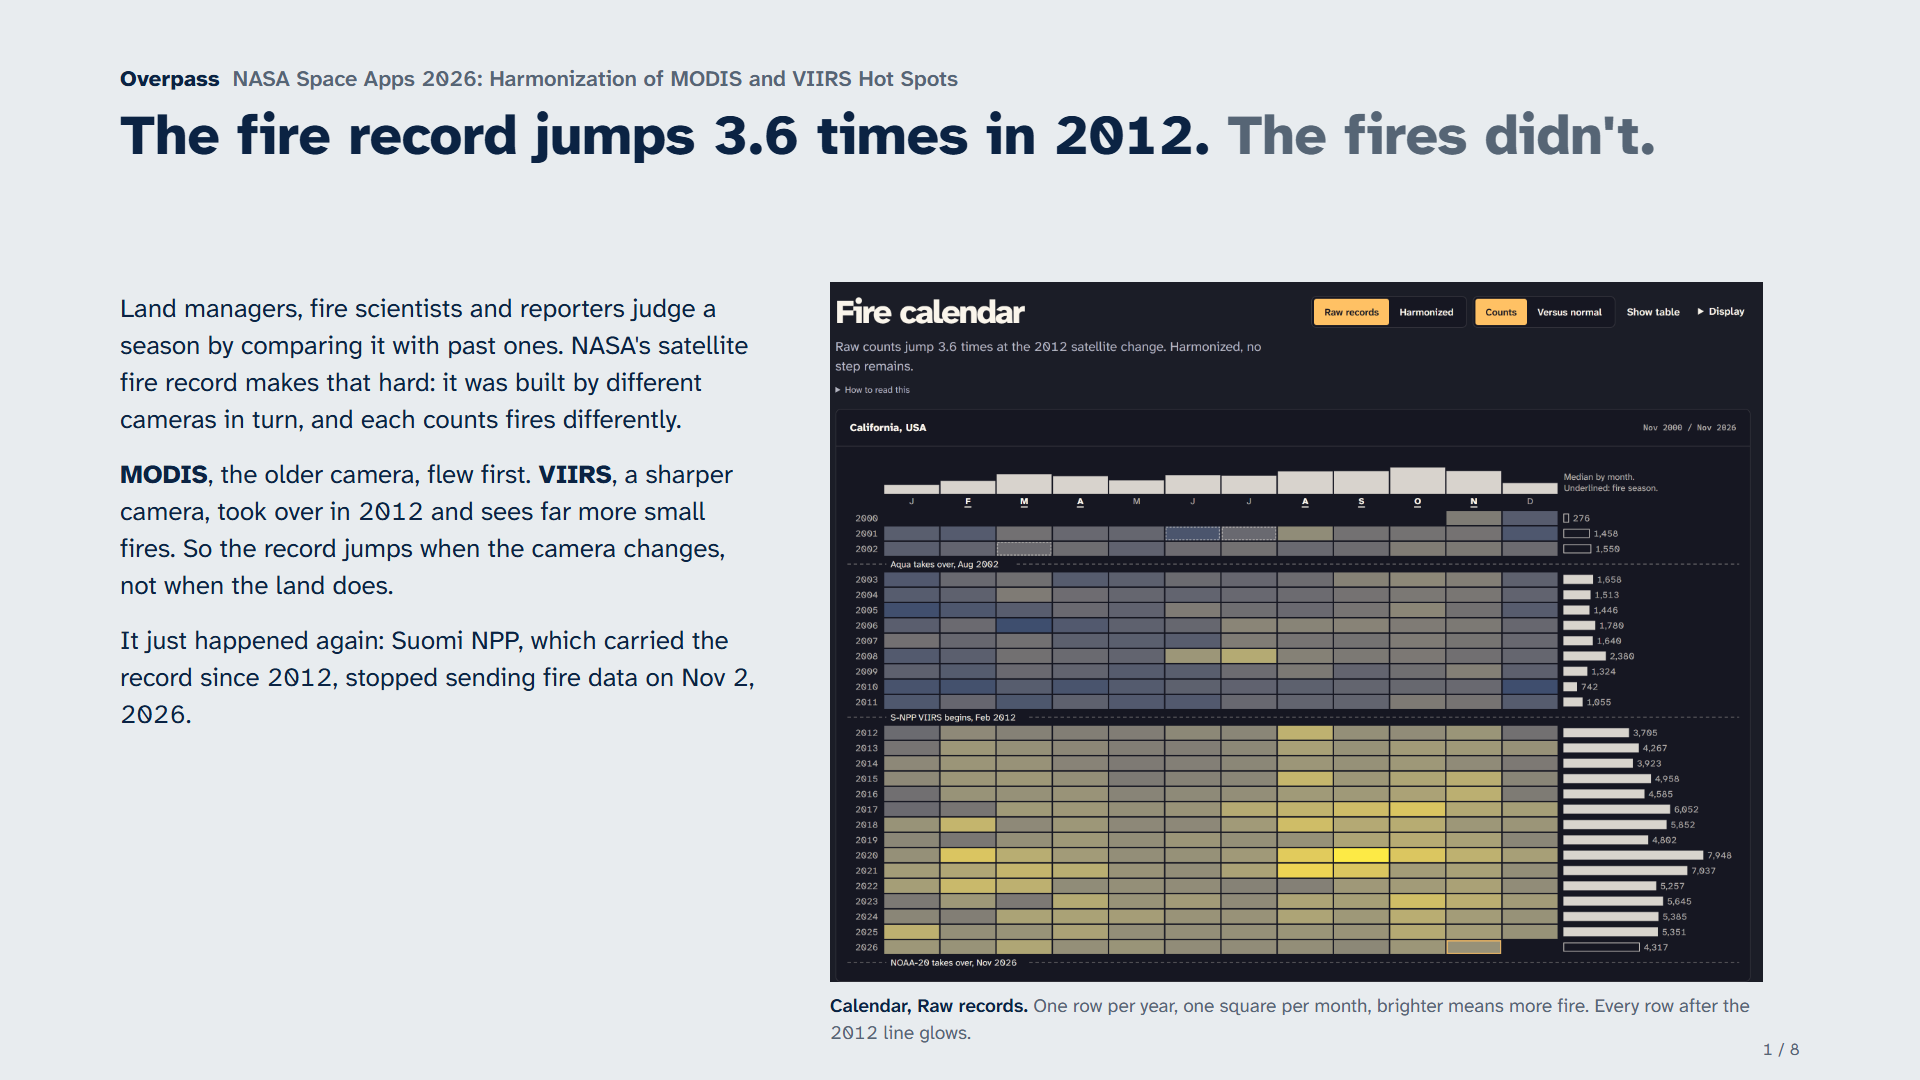 Overpass NASA Space Apps 2026: Harmonization of MODIS and VIIRS Hot Spots
The fire record jumps 3.6 times in 2012. The fires didn't.
Land managers, fire scientists and reporters judge a
season by comparing it with past ones. NASA's satellite
fire record makes that hard: it was built by different
cameras in turn, and each counts fires differently.
MODIS, the older camera, flew first. VIIRS, a sharper
camera, took over in 2012 and sees far more small
fires. So the record jumps when the camera changes,
not when the land does.
It just happened again: Suomi NPP, which carried the
record since 2012, stopped sending fire data on Nov 2,
2026.
Fire calendar
Raw records Harmonized Counts Versus normal Show table ▶ Display
Raw counts jump 3.6 times at the 2012 satellite change. Harmonized, no
step remains.
▶ How to read this
California, USA Nov 2000 / Nov 2026
Median by month.
Underlined: fire season.
J F M A M J J A S O N D
2000 276
2001 1,458
2002 1,550
Aqua takes over, Aug 2002
2003 1,658
2004 1,513
2005 1,446
2006 1,780
2007 1,640
2008 2,380
2009 1,324
2010 742
2011 1,055
S-NPP VIIRS begins, Feb 2012
2012 3,705
2013 4,267
2014 3,923
2015 4,958
2016 4,585
2017 6,052
2018 5,852
2019 4,802
2020 7,948
2021 7,037
2022 5,257
2023 5,645
2024 5,385
2025 5,351
2026 4,317
NOAA-20 takes over, Nov 2026
Calendar, Raw records. One row per year, one square per month, brighter means more fire. Every row after the
2012 line glows.
1 / 8